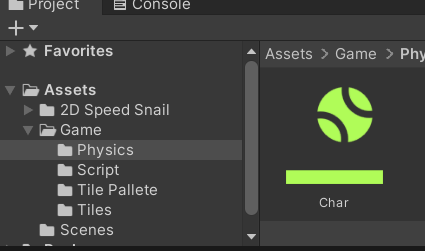 Project
Console
Favorites
Assets > Game > Phy
Assets
2D Speed Snail
Game
Physics
Script
Tile Pallete
Tiles
Scenes
Char